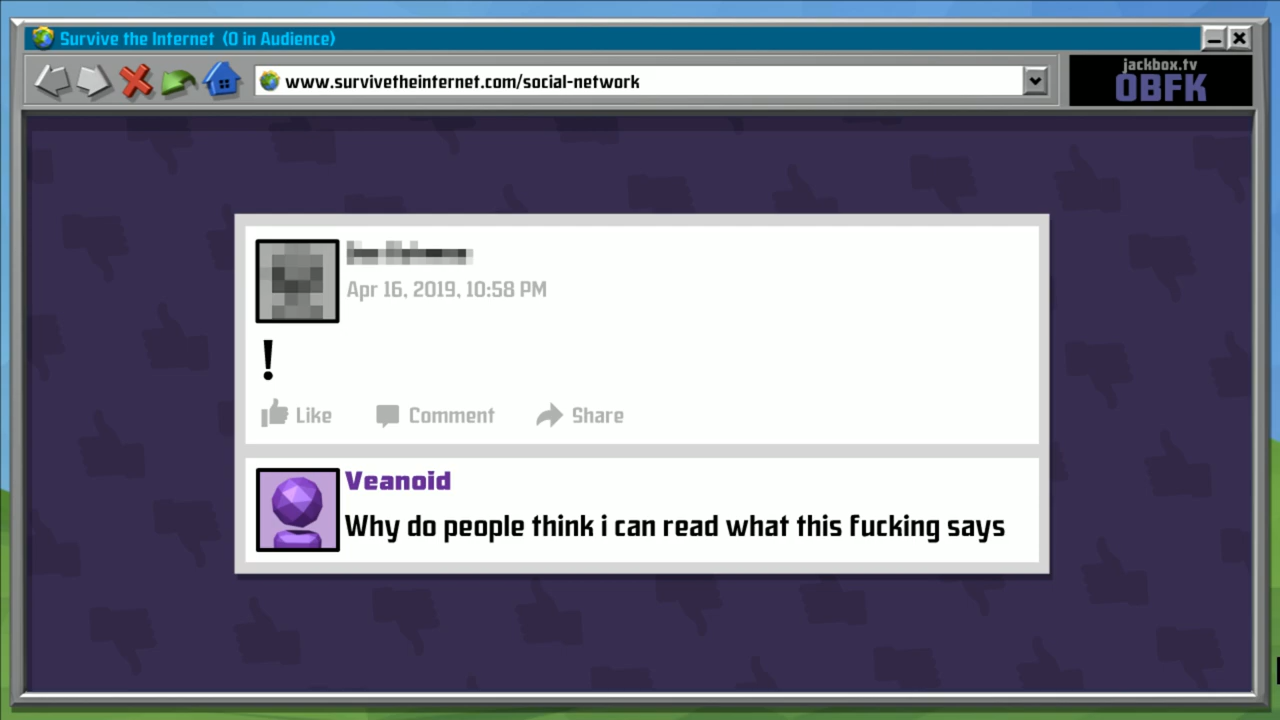 Survive the Internet (0 in Audience)
www.survivetheinternet.com/social-network
jackbox.tv
OBFK
Apr 16, 2019, 10:58 PM
!
Like Comment Share
Veanoid
Why do people think i can read what this fucking says